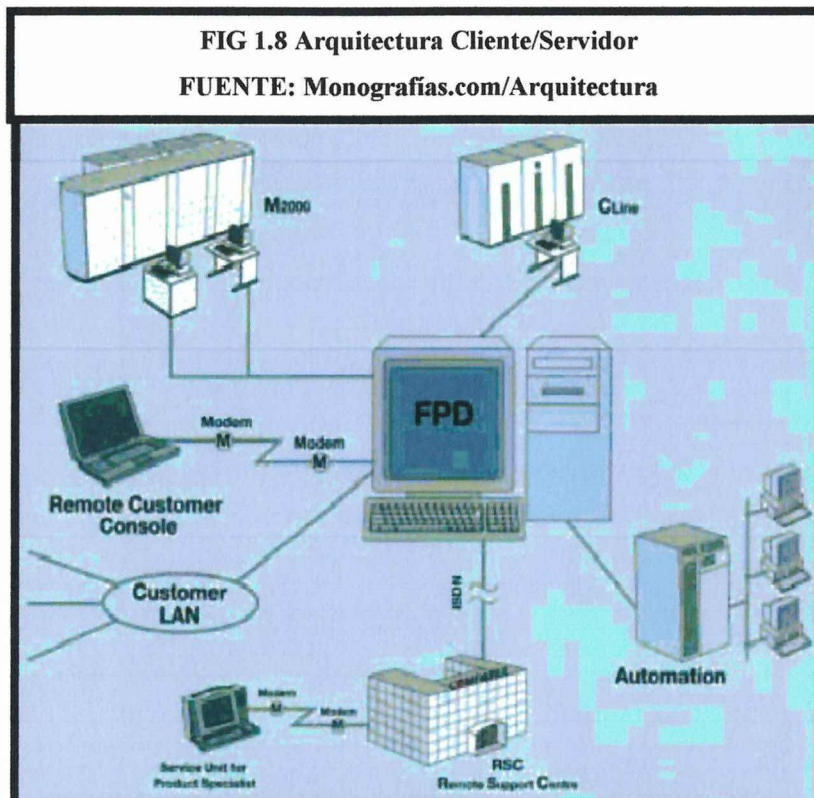 FIG 1.8 Arquitectura Cliente/Servidor
FUENTE: Monografías.com/Arquitectura
M2000
CLine
FPD
Modem
M
Modem
M
Remote Customer
Console
Customer
LAN
ISDN
Automation
Modem
M
Modem
M
Service Unit for
Product Specialist
RSC
Remote Support Centre